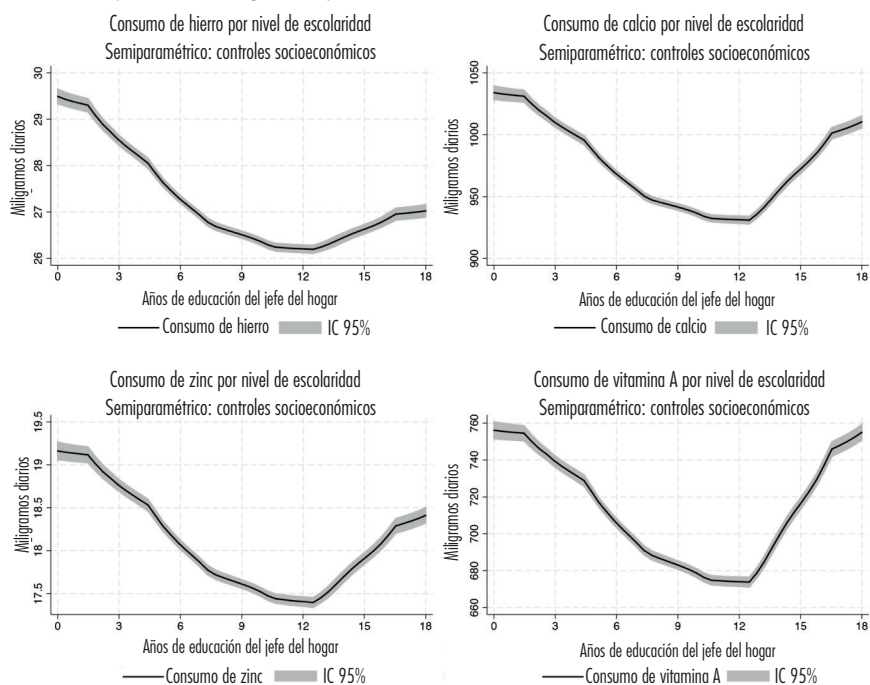 Consumo de hierro por nivel de escolaridad
Semiparamétrico: controles socioeconómicos
Miligramos diarios
30
29
28
27
26
0 3 6 9 12 15 18
Años de educación del jefe del hogar
Consumo de hierro IC 95%
Consumo de calcio por nivel de escolaridad
Semiparamétrico: controles socioeconómicos
Miligramos diarios
1050
1000
950
900
0 3 6 9 12 15 18
Años de educación del jefe del hogar
Consumo de calcio IC 95%
Consumo de zinc por nivel de escolaridad
Semiparamétrico: controles socioeconómicos
Miligramos diarios
19.5
19
18.5
18
17.5
0 3 6 9 12 15 18
Años de educación del jefe del hogar
Consumo de zinc IC 95%
Consumo de vitamina A por nivel de escolaridad
Semiparamétrico: controles socioeconómicos
Miligramos diarios
760
740
720
700
680
660
0 3 6 9 12 15 18
Años de educación del jefe del hogar
Consumo de vitamina A IC 95%